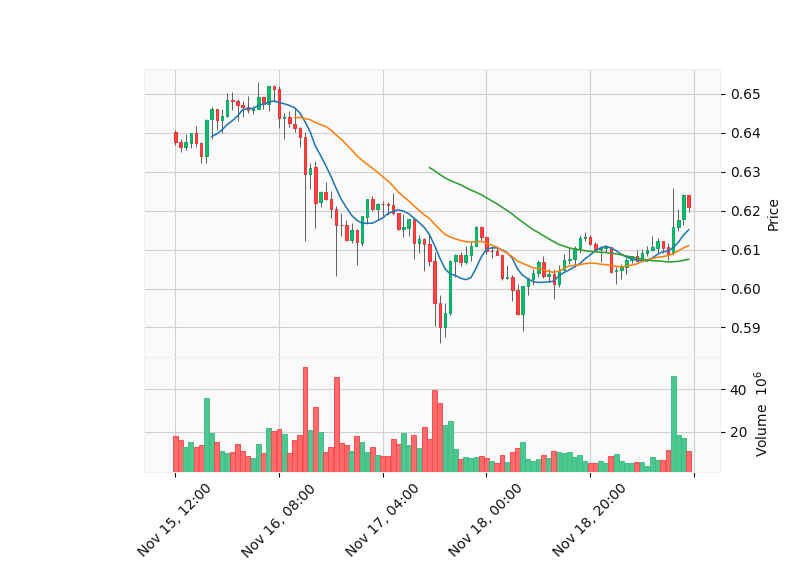 0.65
0.64
0.63
0.62
0.61
0.60
0.59
Price
40
20
Volume 10^6
Nov 15, 12:00
Nov 16, 08:00
Nov 17, 04:00
Nov 18, 00:00
Nov 18, 20:00